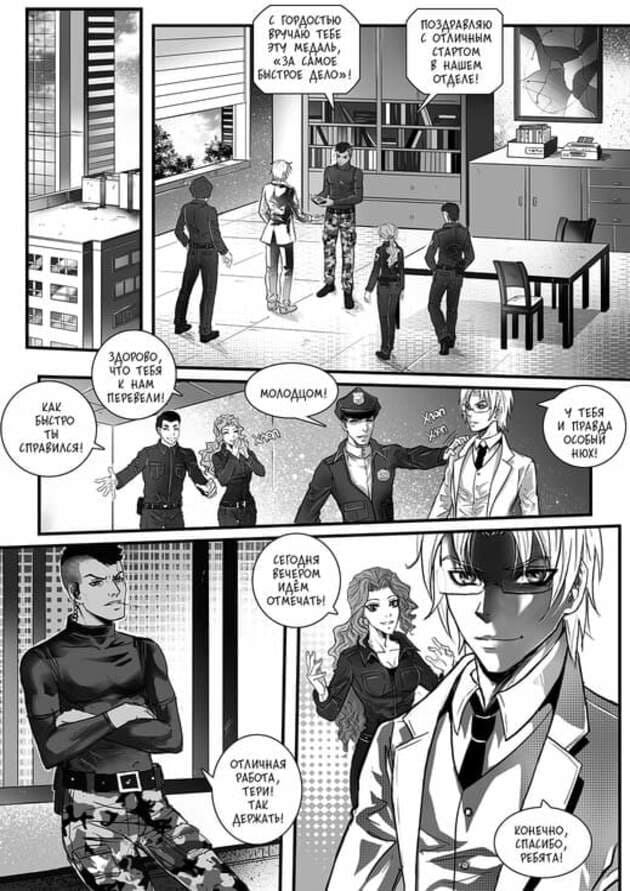 С ГОРДОСТЬЮ
ВРУЧАЮ ТЕБЕ
ЭТУ МЕДАЛЬ,
«ЗА САМОЕ
БЫСТРОЕ ДЕЛО»!
ПОЗДРАВЛЯЮ
С ОТЛИЧНЫМ
СТАРТОМ
В НАШЕМ
ОТДЕЛЕ!
КАК
БЫСТРО
ТЫ
СПРАВИЛСЯ!
ЗДОРОВО,
ЧТО ТЕБЯ
К НАМ
ПЕРЕВЕЛИ!
ХЛОП
МОЛОДЦОМ!
ХЛОП
ХЛОП
У ТЕБЯ
И ПРАВДА
ОСОБЫЙ
НЮХ!
СЕГОДНЯ
ВЕЧЕРОМ
ИДЁМ
ОТМЕЧАТЬ!
ОТЛИЧНАЯ
РАБОТА,
ТЕРИ!
ТАК
ДЕРЖАТЬ!
КОНЕЧНО,
СПАСИБО,
РЕБЯТА!